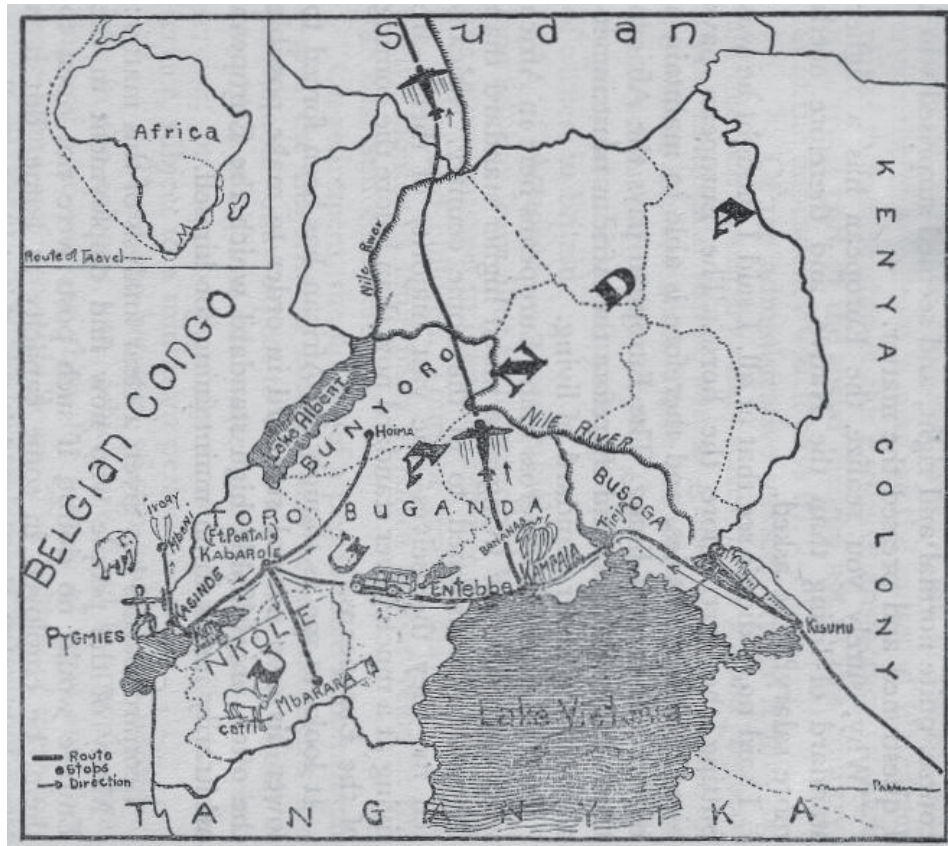 Sudan
Africa
Route of Travel
KENYA COLONY
BELGIAN CONGO
UGANDA
Nile River
Lake Albert
BUNYORO
Hoima
NILE RIVER
BUSOGA
Jinja
TORO
BUGANDA
Bananas
KAMPALA
Ivory
(Ft. Portal)
KABAROLE
Entebbe
PYGMIES
KAGINDE
Kisumu
NKOLE
MBARARA
cattle
Lake Victoria
Route
Stops
Direction
TANGANYIKA